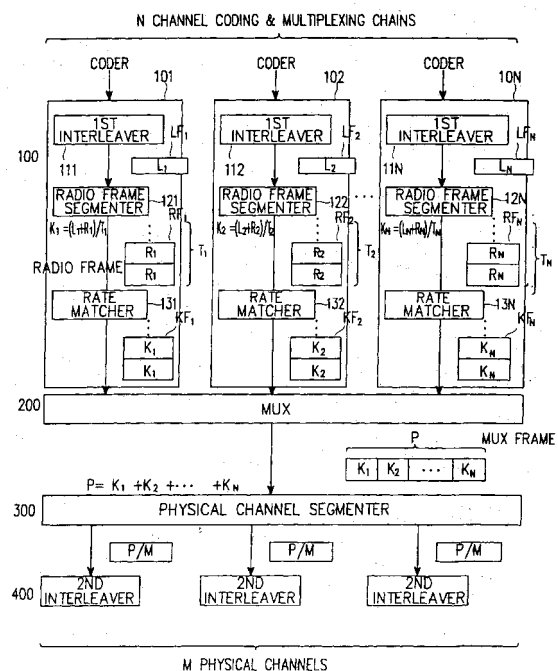 N CHANNEL CODING & MULTIPLEXING CHAINS
CODER 101 CODER 102 CODER 10N
1ST INTERLEAVER LF₁ 1ST INTERLEAVER LF₂ 1ST INTERLEAVER LFN
100
111 L₁ 112 L₂ 11N LN
RADIO FRAME SEGMENTER 121 RADIO FRAME SEGMENTER 122 ..... RADIO FRAME SEGMENTER 12N
K₁ =(L₁+R₁)/T₁ RF₁ K₂ =(L₂+R₂)/T₂ RF₂ KN =(LN+RN)/TN RFN
R₁ T₁ R₂ T₂ RN TN
RADIO FRAME R₁ R₂ RN
RATE MATCHER 131 RATE MATCHER 132 RATE MATCHER 13N
KF₁ KF₂ KFN
K₁ K₂ KN
K₁ K₂ KN
200 MUX
P MUX FRAME
K₁ K₂ ..... KN
P= K₁ +K₂ +..... +KN
300 PHYSICAL CHANNEL SEGMENTER
P/M P/M P/M
400 2ND INTERLEAVER 2ND INTERLEAVER 2ND INTERLEAVER
M PHYSICAL CHANNELS